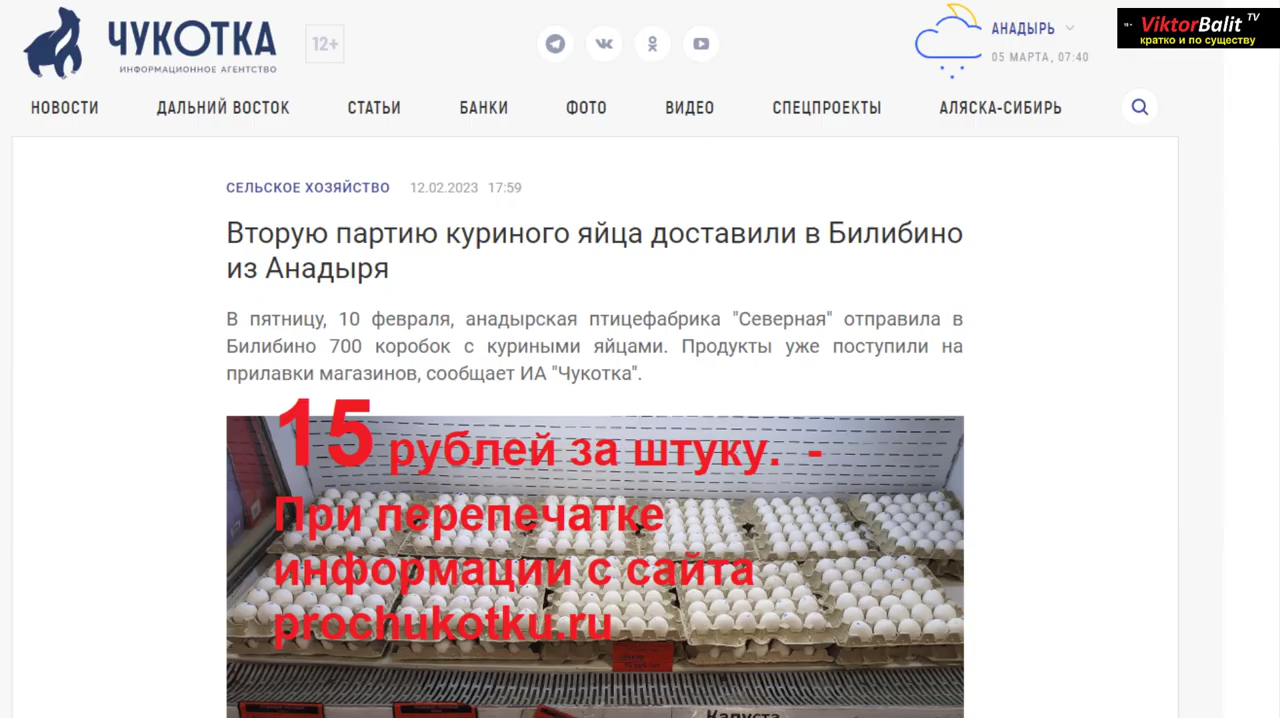 ЧУКОТКА
ИНФОРМАЦИОННОЕ АГЕНТСТВО
12+
АНАДЫРЬ
05 МАРТА, 07:40
ViktorBalit TV
кратко и по существу
НОВОСТИ ДАЛЬНИЙ ВОСТОК СТАТЬИ БАНКИ ФОТО ВИДЕО СПЕЦПРОЕКТЫ АЛЯСКА-СИБИРЬ
СЕЛЬСКОЕ ХОЗЯЙСТВО 12.02.2023 17:59
Вторую партию куриного яйца доставили в Билибино
из Анадыря
В пятницу, 10 февраля, анадырская птицефабрика "Северная" отправила в
Билибино 700 коробок с куриными яйцами. Продукты уже поступили на
прилавки магазинов, сообщает ИА "Чукотка".
15 рублей за штуку. -
При перепечатке
информации с сайта
prochukotku.ru
Капуста